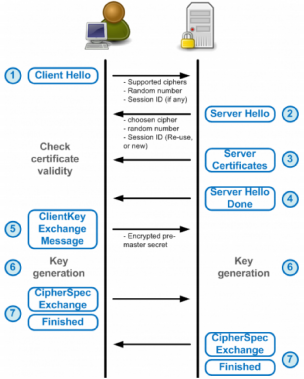 1
Client Hello
- Supported ciphers
- Random number
- Session ID (if any)
Server Hello
2
- choosen cipher
- random number
- Session ID (Re-use,
or new)
Check
certificate
validity
Server
Certificates
3
Server Hello
Done
4
5
ClientKey
Exchange
Message
- Encrypted pre-
master secret
6
Key
generation
Key
generation
6
7
CipherSpec
Exchange
Finished
CipherSpec
Exchange
Finished
7